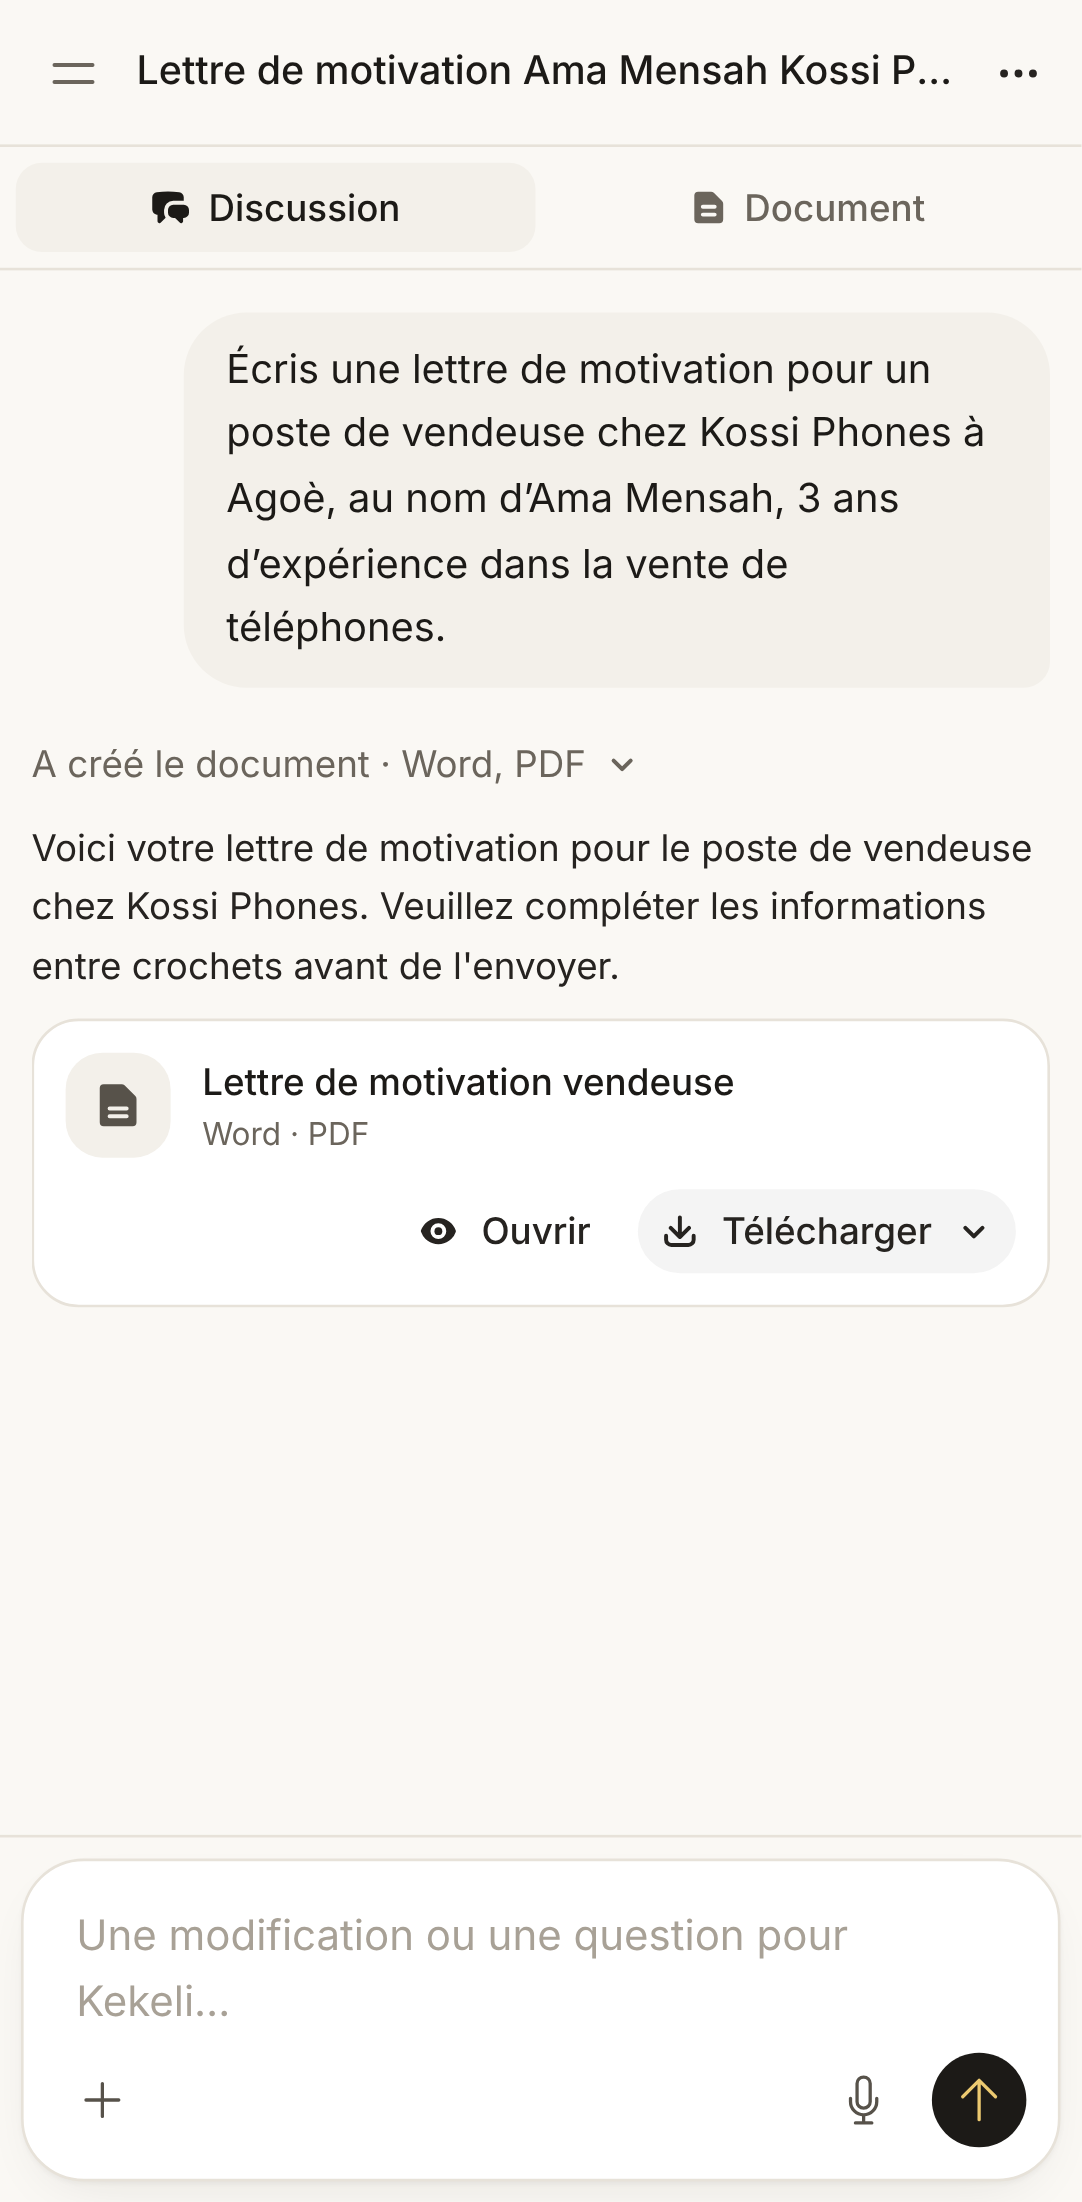 Lettre de motivation Ama Mensah Kossi P...
Discussion
Document
Écris une lettre de motivation pour un
poste de vendeuse chez Kossi Phones à
Agoè, au nom d’Ama Mensah, 3 ans
d’expérience dans la vente de
téléphones.
A créé le document · Word, PDF
Voici votre lettre de motivation pour le poste de vendeuse
chez Kossi Phones. Veuillez compléter les informations
entre crochets avant de l'envoyer.
Lettre de motivation vendeuse
Word · PDF
Ouvrir
Télécharger
Une modification ou une question pour
Kekeli...